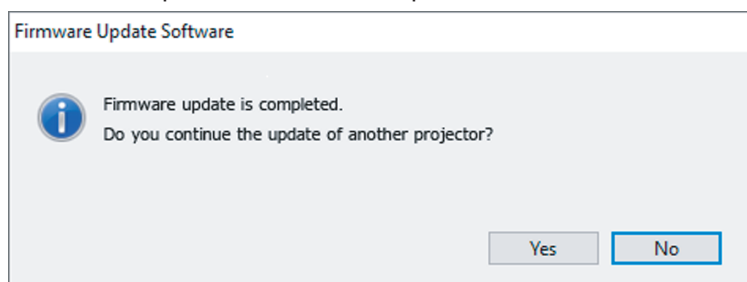 Firmware Update Software
Firmware update is completed.
Do you continue the update of another projector?
Yes No